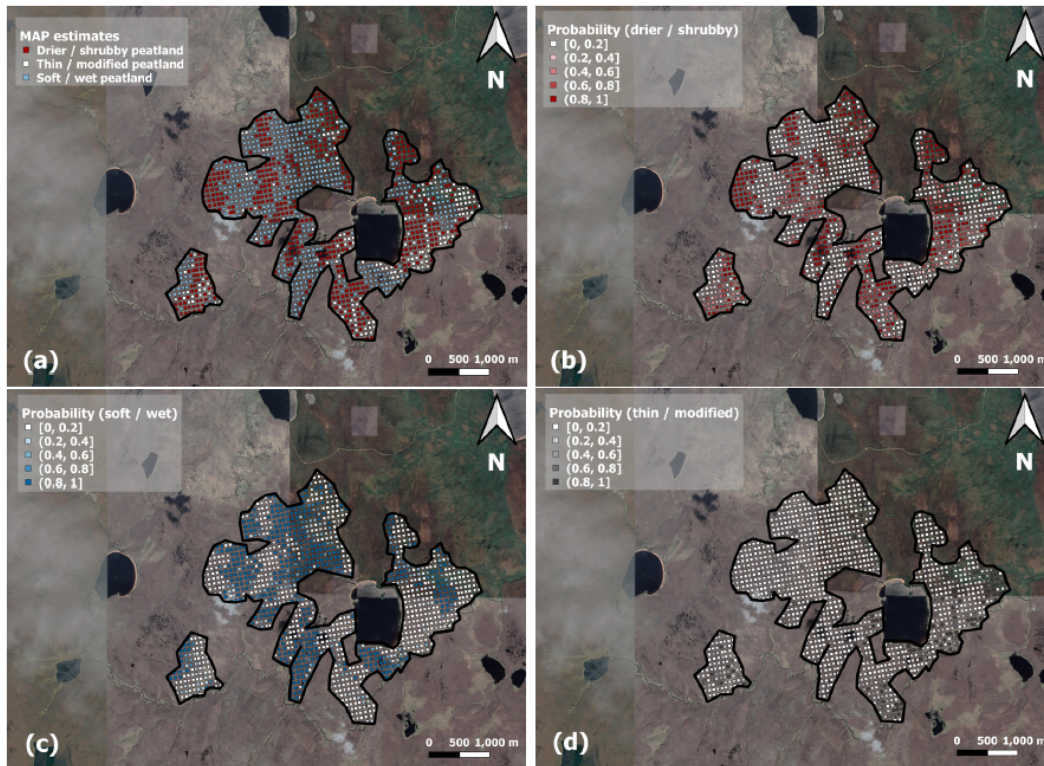 MAP estimates
Drier / shrubby peatland
Thin / modified peatland
Soft / wet peatland
N
(a)
0 500 1,000 m
Probability (drier / shrubby)
[0, 0.2]
(0.2, 0.4]
(0.4, 0.6]
(0.6, 0.8]
(0.8, 1]
N
(b)
0 500 1,000 m
Probability (soft / wet)
[0, 0.2]
(0.2, 0.4]
(0.4, 0.6]
(0.6, 0.8]
(0.8, 1]
N
(c)
0 500 1,000 m
Probability (thin / modified)
[0, 0.2]
(0.2, 0.4]
(0.4, 0.6]
(0.6, 0.8]
(0.8, 1]
N
(d)
0 500 1,000 m